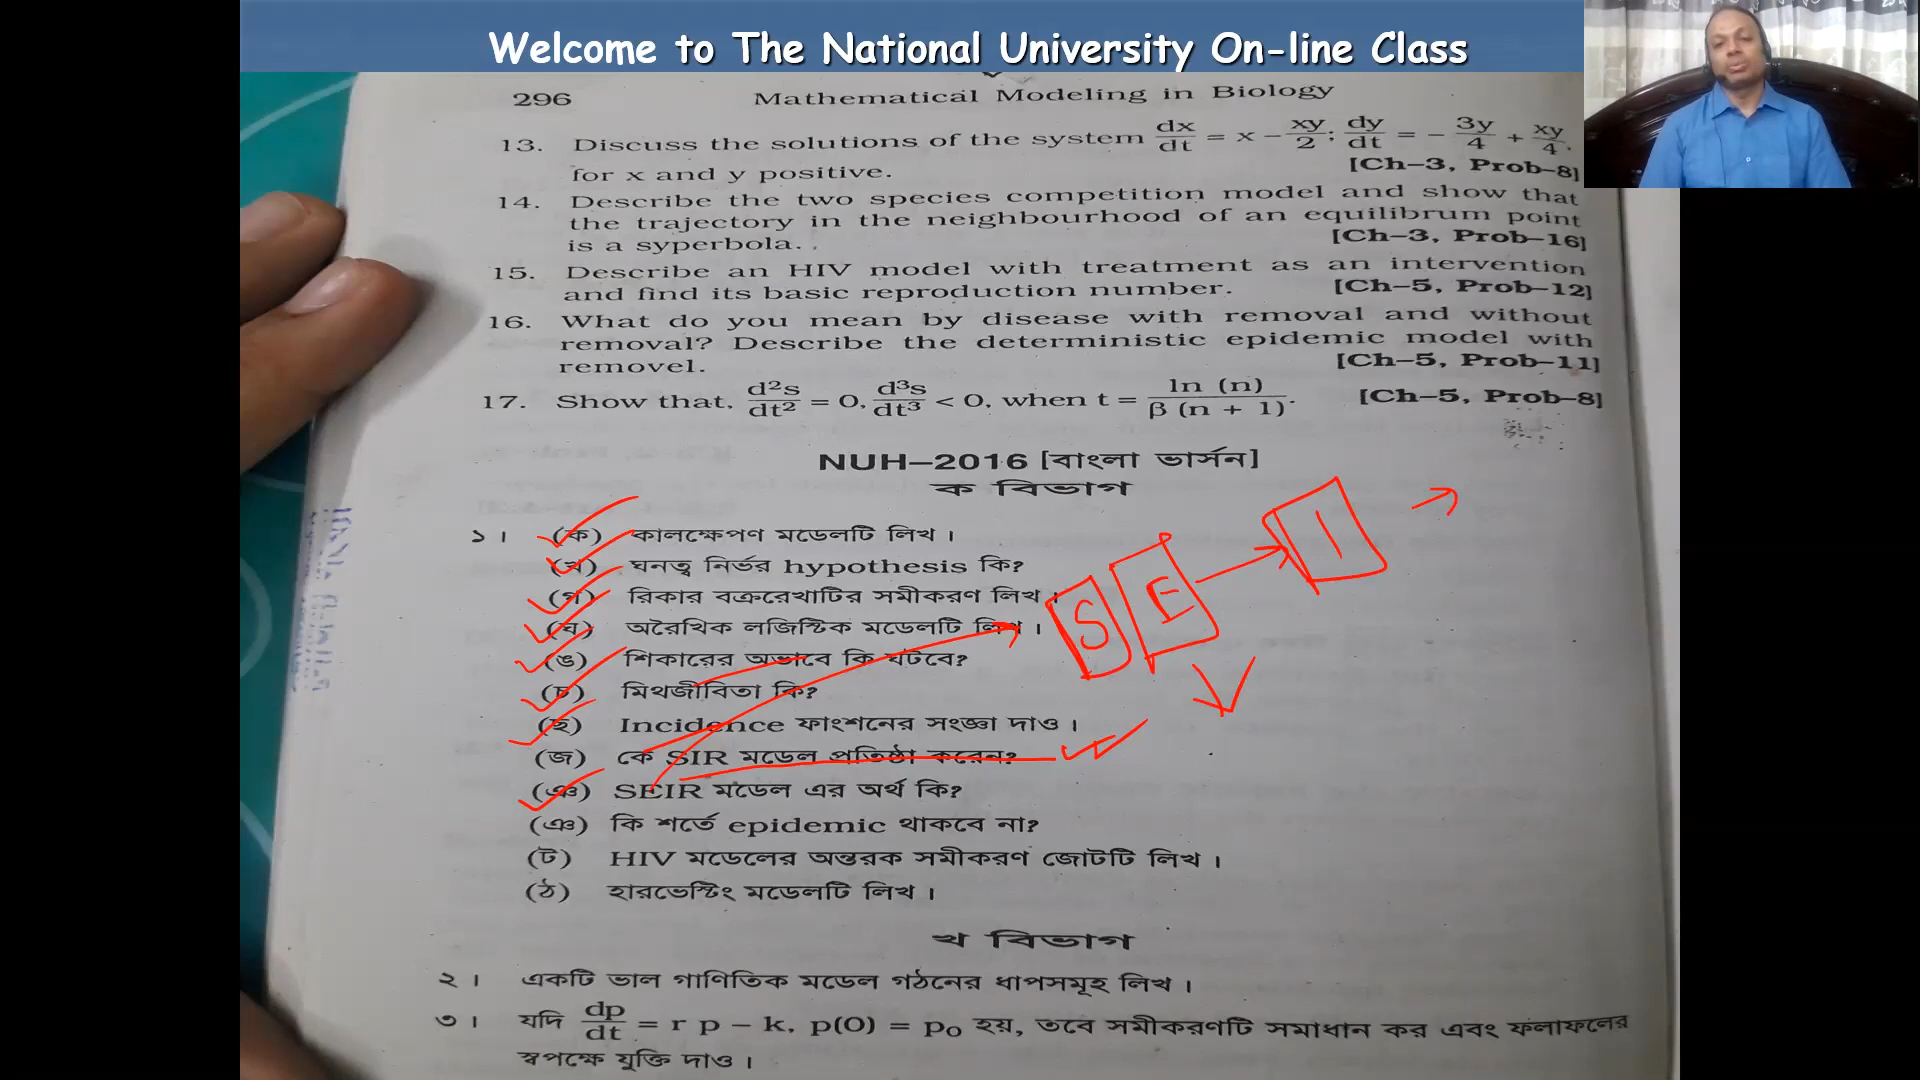 Welcome to The National University On-line Class
296 Mathematical Modeling in Biology
13. Discuss the solutions of the system dx/dt = x − xy/2; dy/dt = − 3y/4 + xy/4.
for x and y positive. [Ch–3, Prob–8]
14. Describe the two species competition model and show that
the trajectory in the neighbourhood of an equilibrum point
is a syperbola. [Ch–3, Prob–16]
15. Describe an HIV model with treatment as an intervention
and find its basic reproduction number. [Ch–5, Prob–12]
16. What do you mean by disease with removal and without
removal? Describe the deterministic epidemic model with
removel. [Ch–5, Prob–11]
17. Show that, d²s/dt² = 0, d³s/dt³ < 0, when t = ln (n)/β (n + 1). [Ch–5, Prob–8]
NUH–2016 [বাংলা ভার্সন]
ক বিভাগ
১। (ক) কালক্ষেপণ মডেলটি লিখ।
(খ) ঘনত্ব নির্ভর hypothesis কি?
(গ) রিকার বক্ররেখাটির সমীকরণ লিখ।
(ঘ) অরৈখিক লজিস্টিক মডেলটি লিখ।
(ঙ) শিকারের অভাবে কি ঘটবে?
(চ) মিথজীবিতা কি?
(ছ) Incidence ফাংশনের সংজ্ঞা দাও।
(জ) কে SIR মডেল প্রতিষ্ঠা করেন?
(ঞ) SEIR মডেল এর অর্থ কি?
(ঞ) কি শর্তে epidemic থাকবে না?
(ট) HIV মডেলের অন্তরক সমীকরণ জোটটি লিখ।
(ঠ) হারভেস্টিং মডেলটি লিখ।
S E I
খ বিভাগ
২। একটি ভাল গাণিতিক মডেল গঠনের ধাপসমূহ লিখ।
৩। যদি dp/dt = r p − k, p(0) = p₀ হয়, তবে সমীকরণটি সমাধান কর এবং ফলাফলের
স্বপক্ষে যুক্তি দাও।